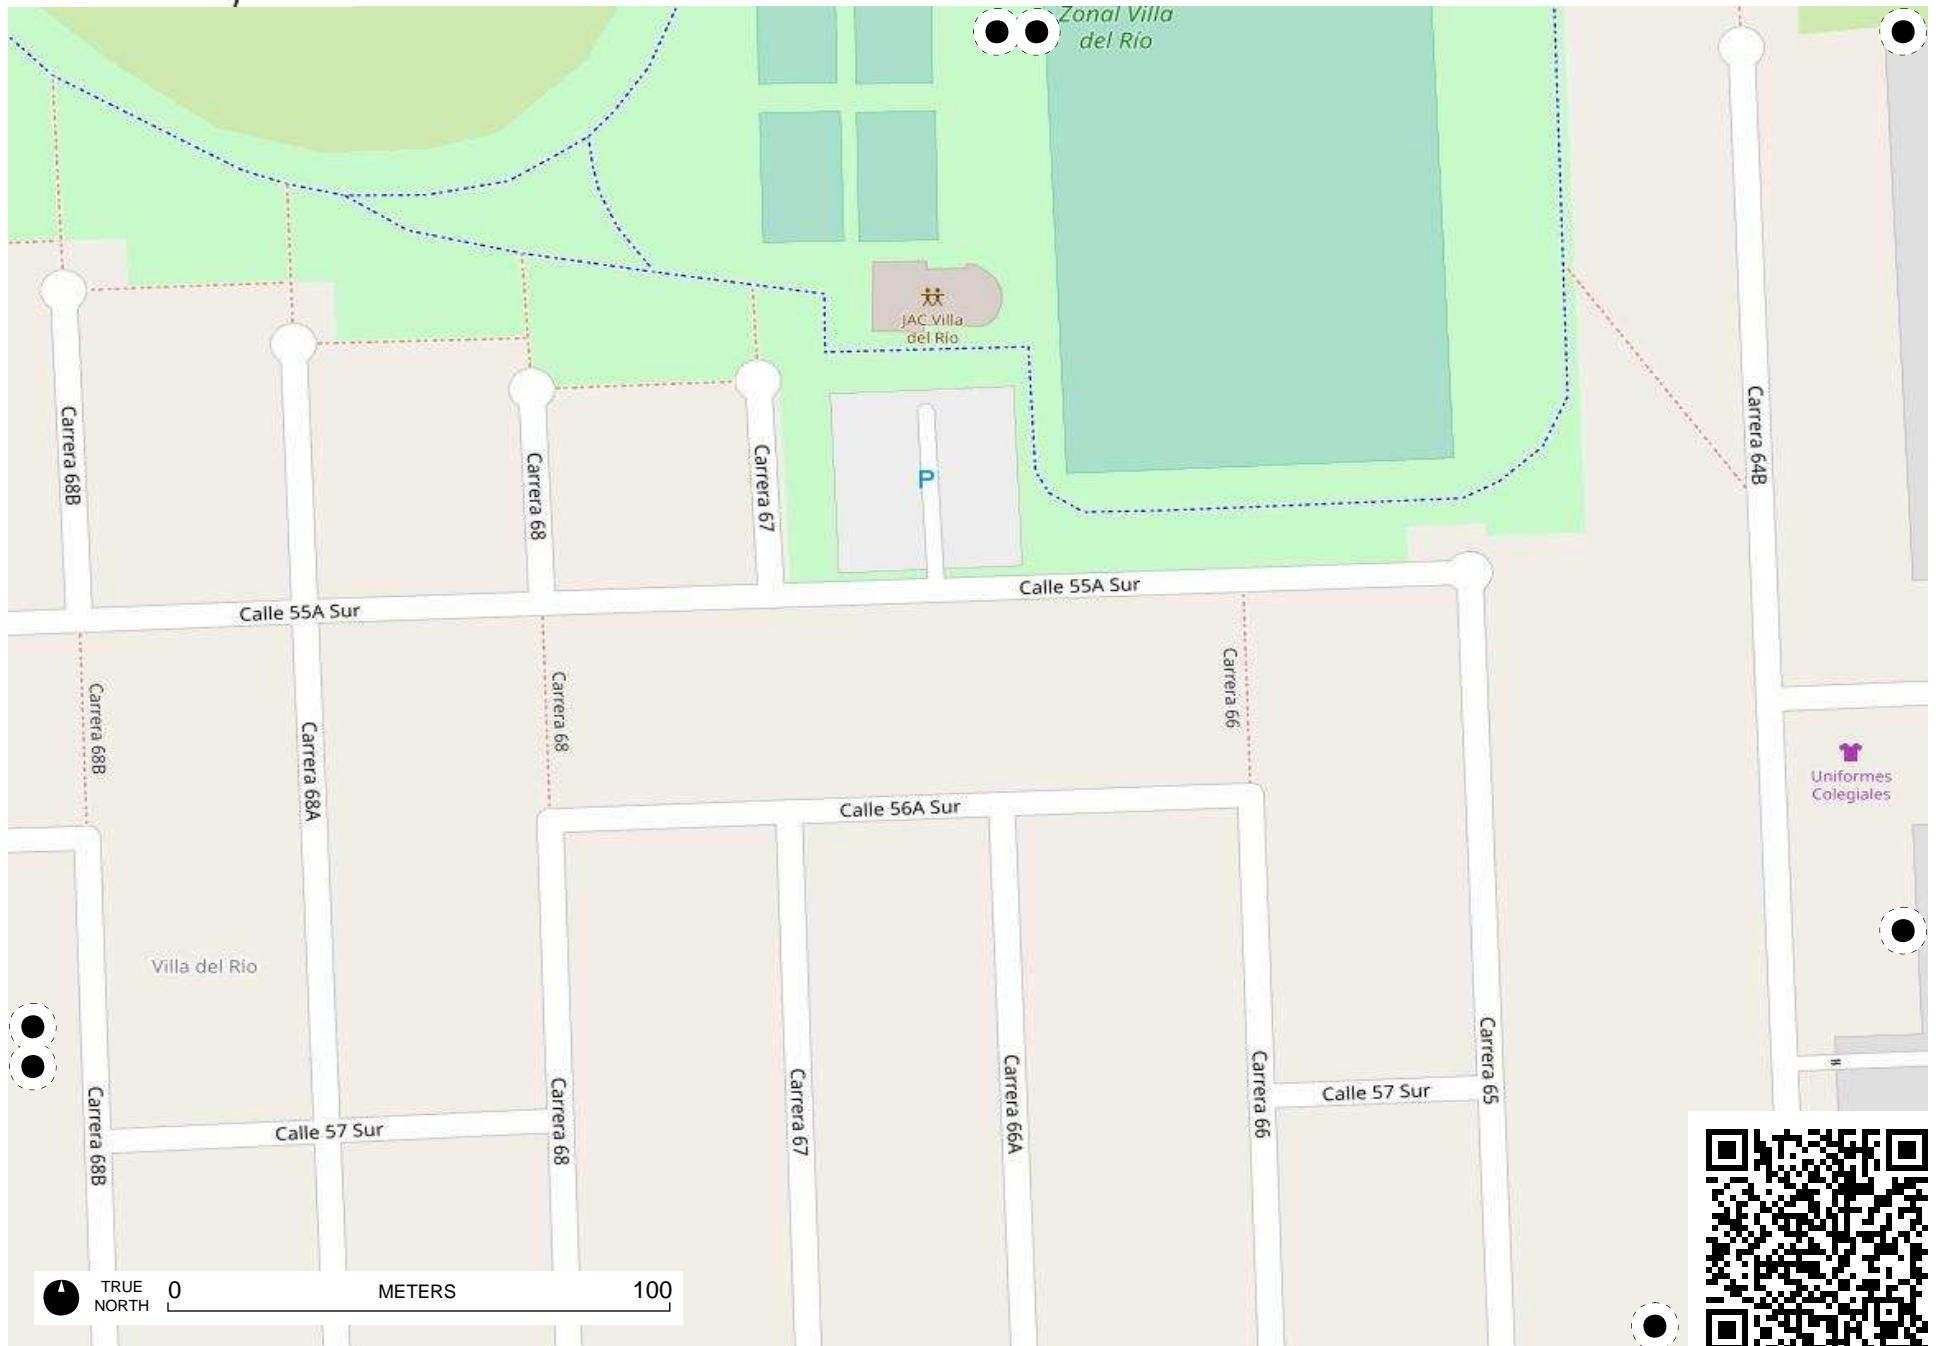 Zonal Villa
del Río
JAC Villa
del Río
Carrera 68B
Carrera 68
Carrera 67
P
Carrera 64B
Calle 55A Sur
Calle 55A Sur
Carrera 68B
Carrera 68A
Carrera 68
Carrera 66
Uniformes
Colegiales
Calle 56A Sur
Villa del Río
Carrera 68B
Calle 57 Sur
Carrera 68
Carrera 67
Carrera 66A
Carrera 66
Calle 57 Sur
Carrera 65
TRUE
NORTH
0
METERS
100